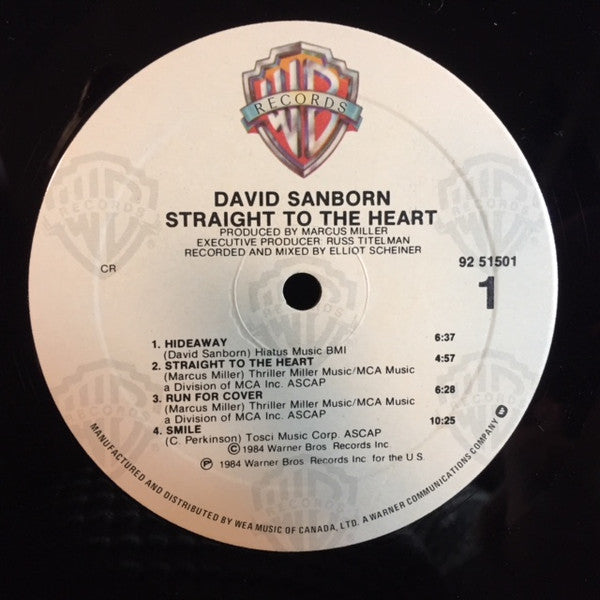 WB
RECORDS
DAVID SANBORN
STRAIGHT TO THE HEART
PRODUCED BY MARCUS MILLER
EXECUTIVE PRODUCER: RUSS TITELMAN
RECORDED AND MIXED BY ELLIOT SCHEINER
CR
92 51501
1
1. HIDEAWAY 6:37
(David Sanborn) Hiatus Music BMI
2. STRAIGHT TO THE HEART 4:57
(Marcus Miller) Thriller Miller Music/MCA Music
a Division of MCA Inc. ASCAP
3. RUN FOR COVER 6:28
(Marcus Miller) Thriller Miller Music/MCA Music
a Division of MCA Inc. ASCAP
4. SMILE 10:25
(C. Perkinson) Tosci Music Corp. ASCAP
©1984 Warner Bros. Records Inc.
℗ 1984 Warner Bros. Records Inc for the U.S.
MANUFACTURED AND DISTRIBUTED BY WEA MUSIC OF CANADA, LTD. A WARNER COMMUNICATIONS COMPANY